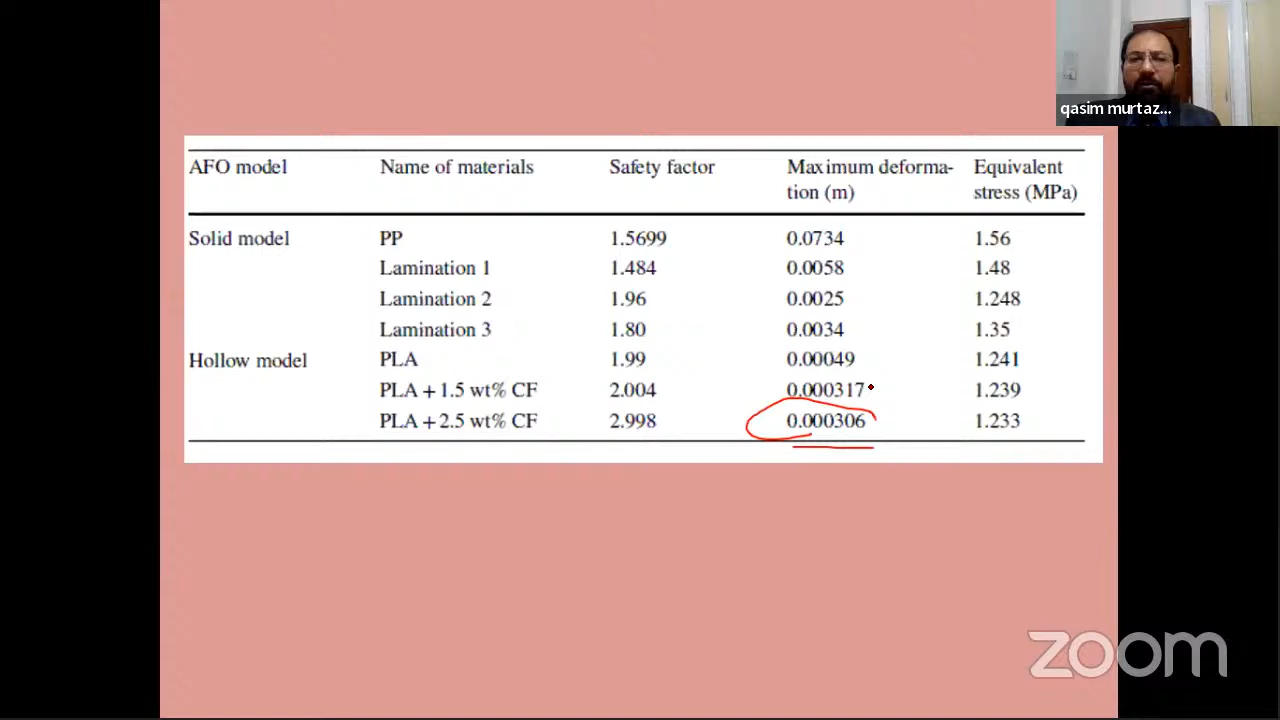 qasim murtaz...
AFO model Name of materials Safety factor Maximum deforma- Equivalent
tion (m) stress (MPa)
Solid model PP 1.5699 0.0734 1.56
Lamination 1 1.484 0.0058 1.48
Lamination 2 1.96 0.0025 1.248
Lamination 3 1.80 0.0034 1.35
Hollow model PLA 1.99 0.00049 1.241
PLA + 1.5 wt% CF 2.004 0.000317 1.239
PLA + 2.5 wt% CF 2.998 0.000306 1.233
zoom